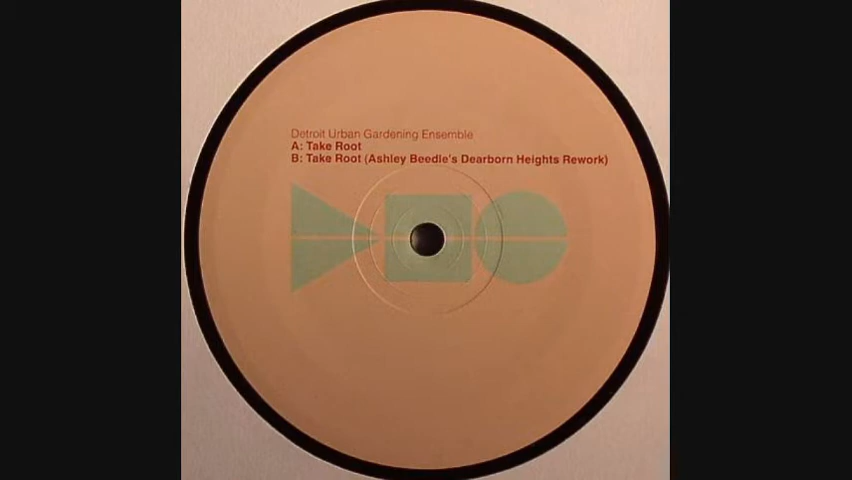 Detroit Urban Gardening Ensemble
A: Take Root
B: Take Root (Ashley Beedle's Dearborn Heights Rework)